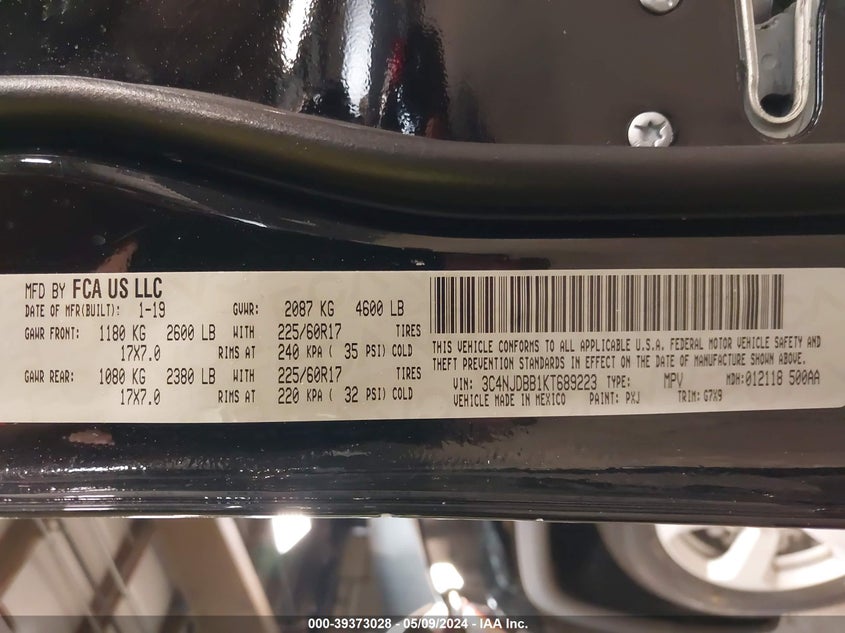 MFD BY FCA US LLC
DATE OF MFR(BUILT): 1-19 GVWR: 2087 KG 4600 LB
GAWR FRONT: 1180 KG 2600 LB WITH 225/60R17 TIRES
17X7.0 RIMS AT 240 KPA ( 35 PSI) COLD
GAWR REAR: 1080 KG 2380 LB WITH 225/60R17 TIRES
17X7.0 RIMS AT 220 KPA ( 32 PSI) COLD
THIS VEHICLE CONFORMS TO ALL APPLICABLE U.S.A. FEDERAL MOTOR VEHICLE SAFETY AND
THEFT PREVENTION STANDARDS IN EFFECT ON THE DATE OF MANUFACTURE SHOWN ABOVE.
VIN: 3C4NJDBB1KT689223 TYPE: MPV MDH:012118 500AA
VEHICLE MADE IN MEXICO PAINT: PXJ TRIM: G7X9
000-39373028 - 05/09/2024 - IAA Inc.